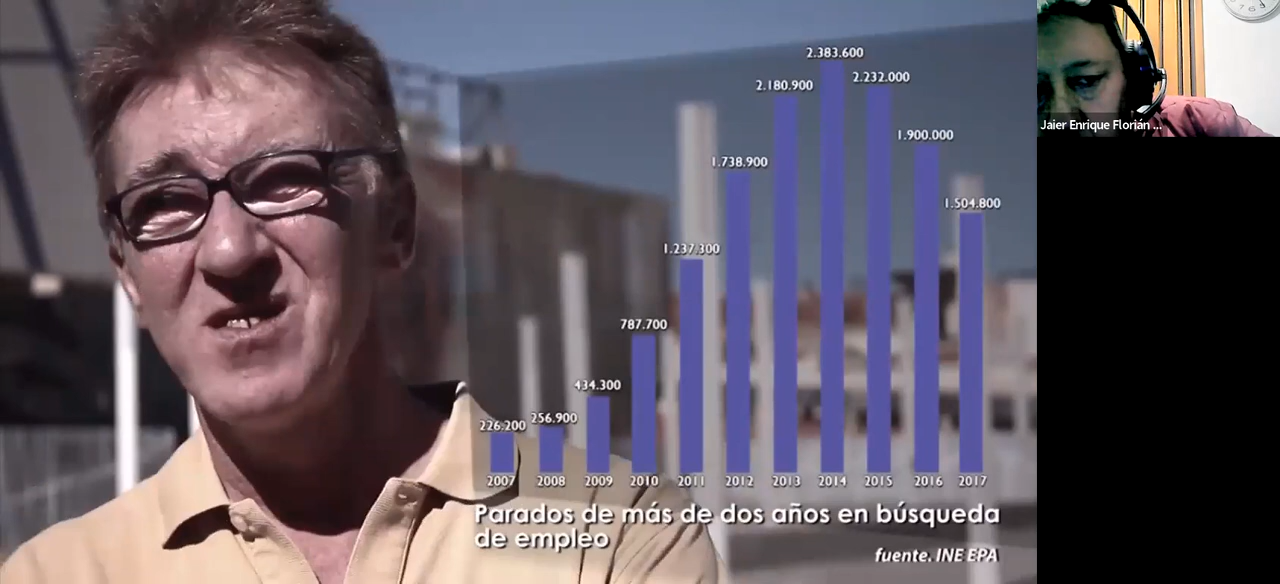 2.383.600
2.180.900
2.232.000
1.900.000
1.738.900
1.504.800
1.237.300
787.700
434.300
226.200
256.900
2007 2008 2009 2010 2011 2012 2013 2014 2015 2016 2017
Parados de más de dos años en búsqueda
de empleo
fuente. INE EPA
Jaier Enrique Florián ...